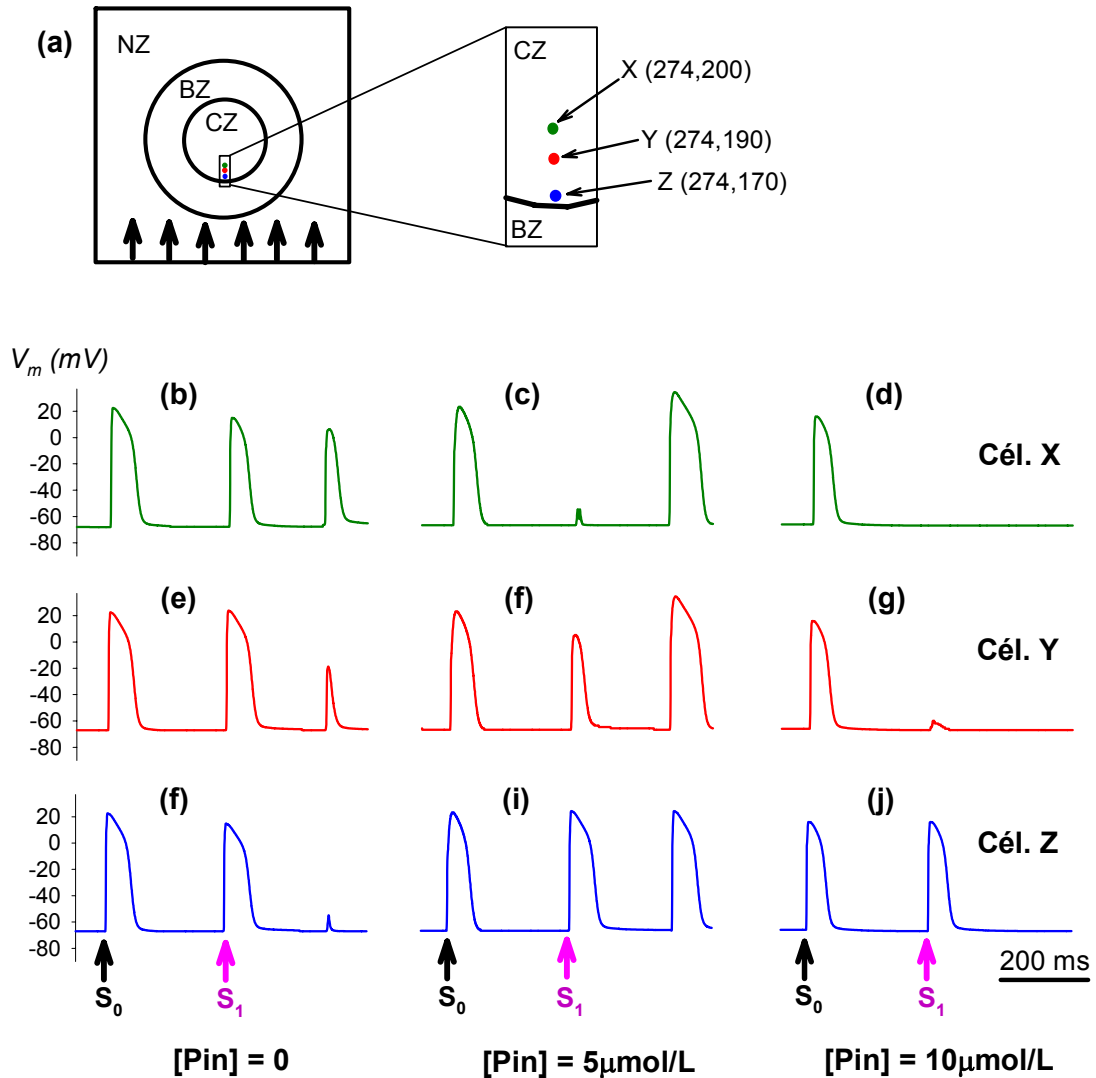 (a)
NZ
BZ
CZ
CZ
X (274,200)
Y (274,190)
Z (274,170)
BZ
Vm (mV)
(b)
(c)
(d)
20
0
-20
-40
-60
-80
Cél. X
(e)
(f)
(g)
20
0
-20
-40
-60
-80
Cél. Y
(f)
(i)
(j)
20
0
-20
-40
-60
-80
Cél. Z
S0
S1
S0
S1
S0
S1
200 ms
[Pin] = 0
[Pin] = 5μmol/L
[Pin] = 10μmol/L